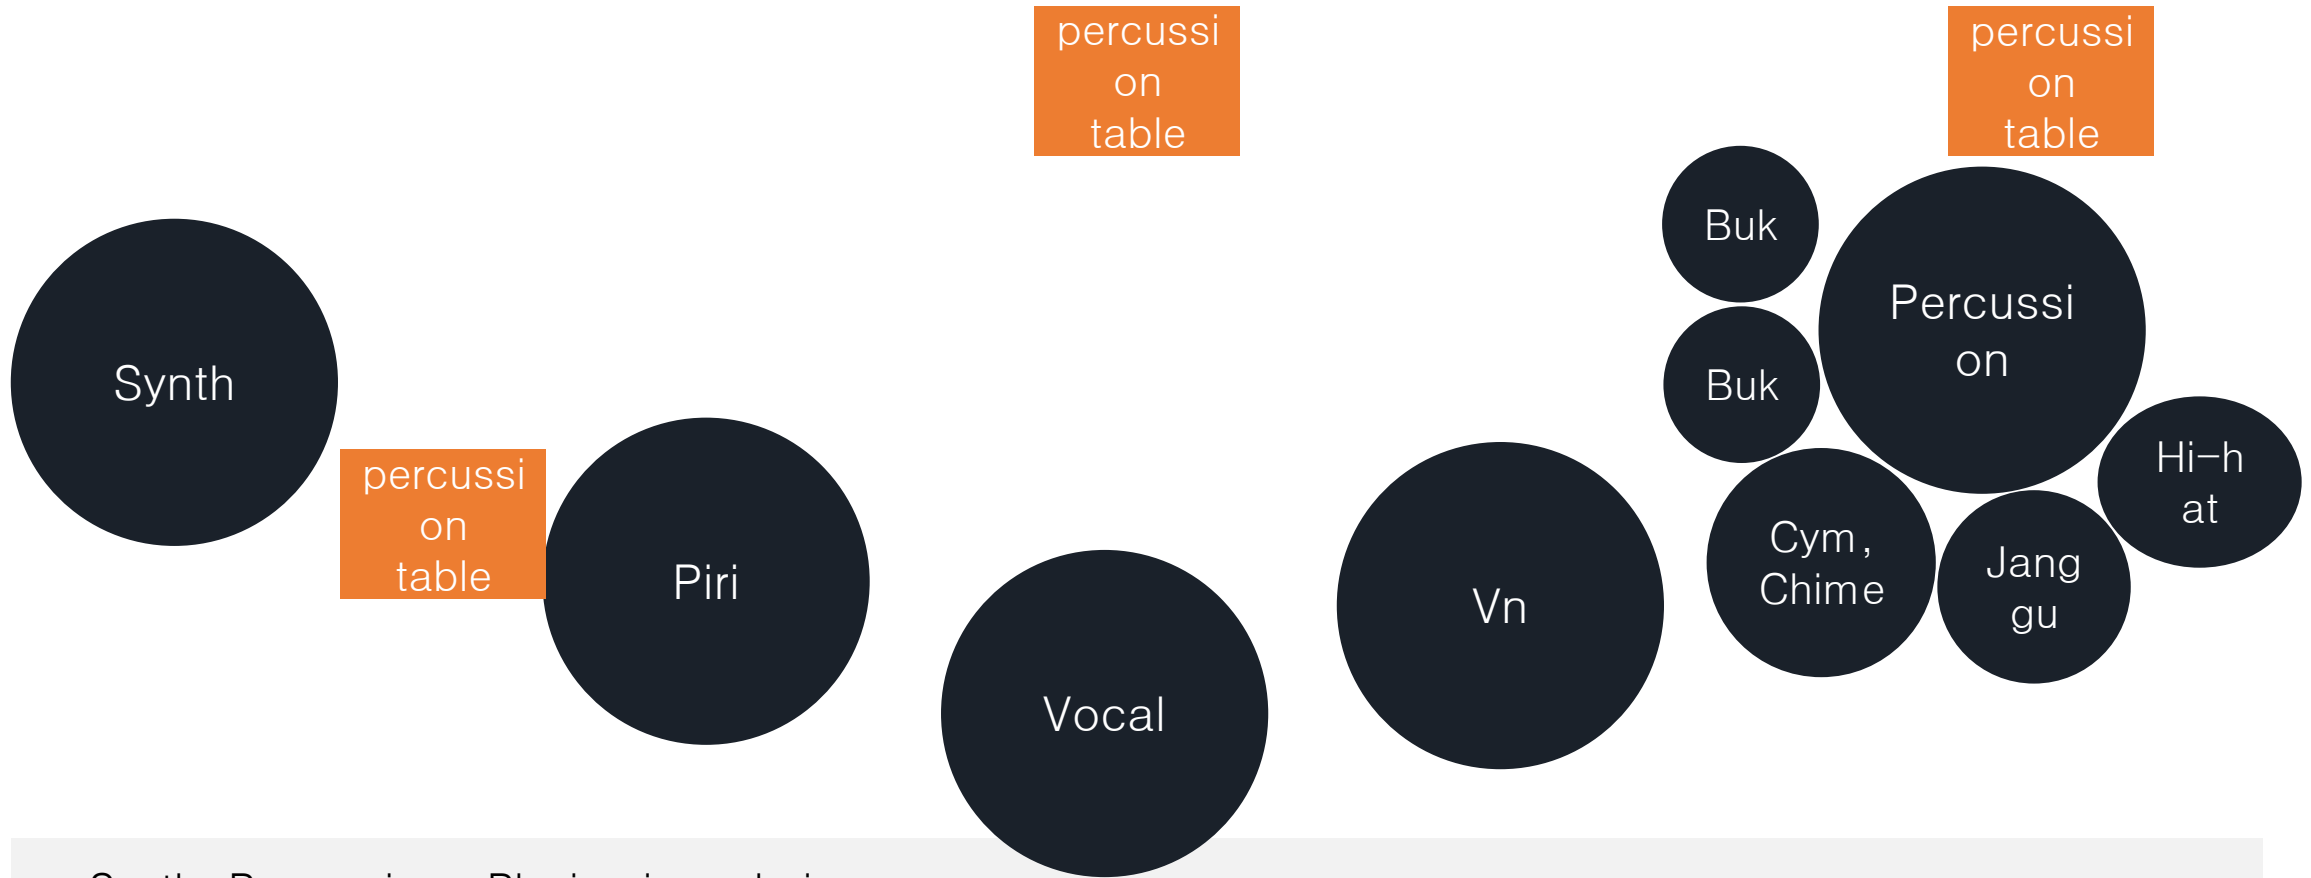 percussi
on
table
percussi
on
table
Buk
Percussi
on
Synth
Buk
Hi-h
at
percussi
on
table
Piri
Cym,
Chime
Jang
gu
Vn
Vocal